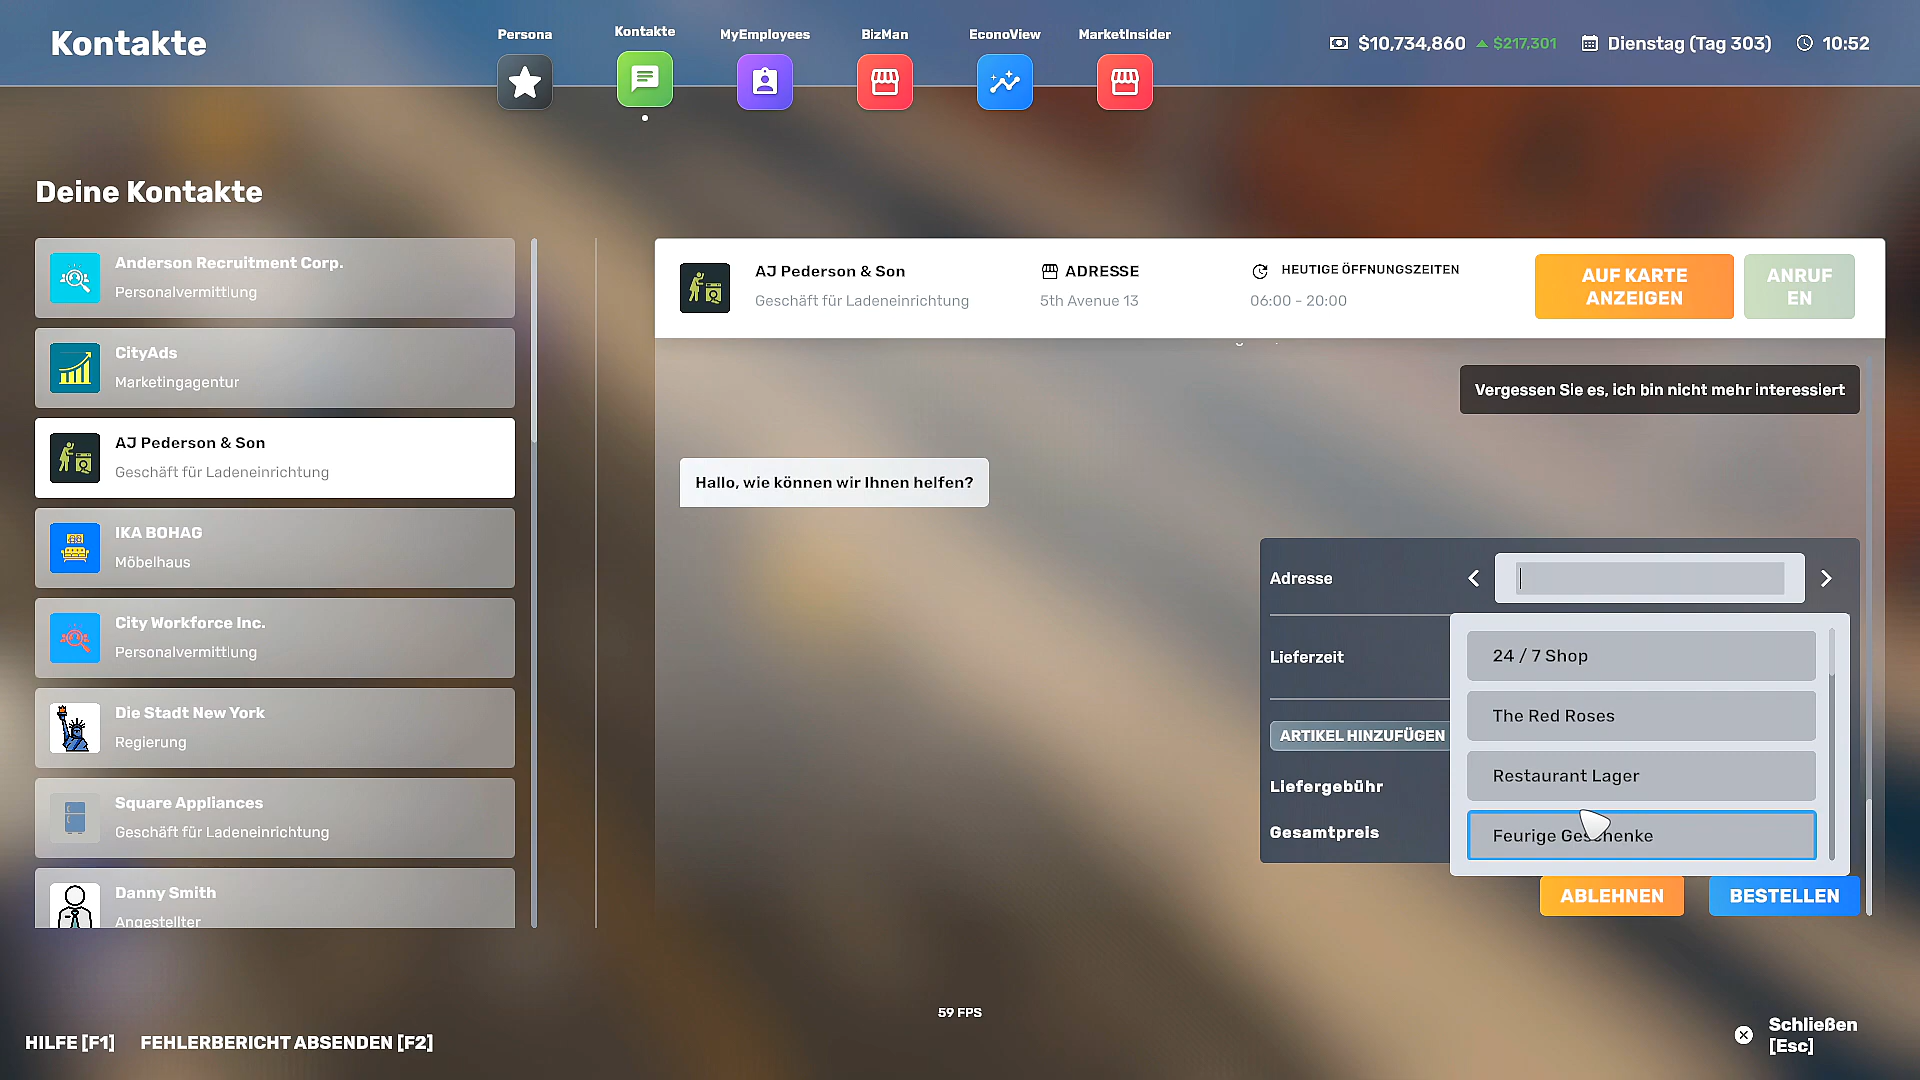 Kontakte
Persona
Kontakte
MyEmployees
BizMan
EconoView
MarketInsider
$10,734,860
$217,301
Dienstag (Tag 303)
10:52
Deine Kontakte
Anderson Recruitment Corp.
Personalvermittlung
CityAds
Marketingagentur
AJ Pederson & Son
Geschäft für Ladeneinrichtung
IKA BOHAG
Möbelhaus
City Workforce Inc.
Personalvermittlung
Die Stadt New York
Regierung
Square Appliances
Geschäft für Ladeneinrichtung
Danny Smith
Angestellter
AJ Pederson & Son
Geschäft für Ladeneinrichtung
ADRESSE
5th Avenue 13
HEUTIGE ÖFFNUNGSZEITEN
06:00 - 20:00
AUF KARTE
ANZEIGEN
ANRUF
EN
Vergessen Sie es, ich bin nicht mehr interessiert
Hallo, wie können wir Ihnen helfen?
Adresse
Lieferzeit
ARTIKEL HINZUFÜGEN
Liefergebühr
Gesamtpreis
24 / 7 Shop
The Red Roses
Restaurant Lager
Feurige Geschenke
ABLEHNEN
BESTELLEN
59 FPS
HILFE [F1]
FEHLERBERICHT ABSENDEN [F2]
Schließen
[Esc]